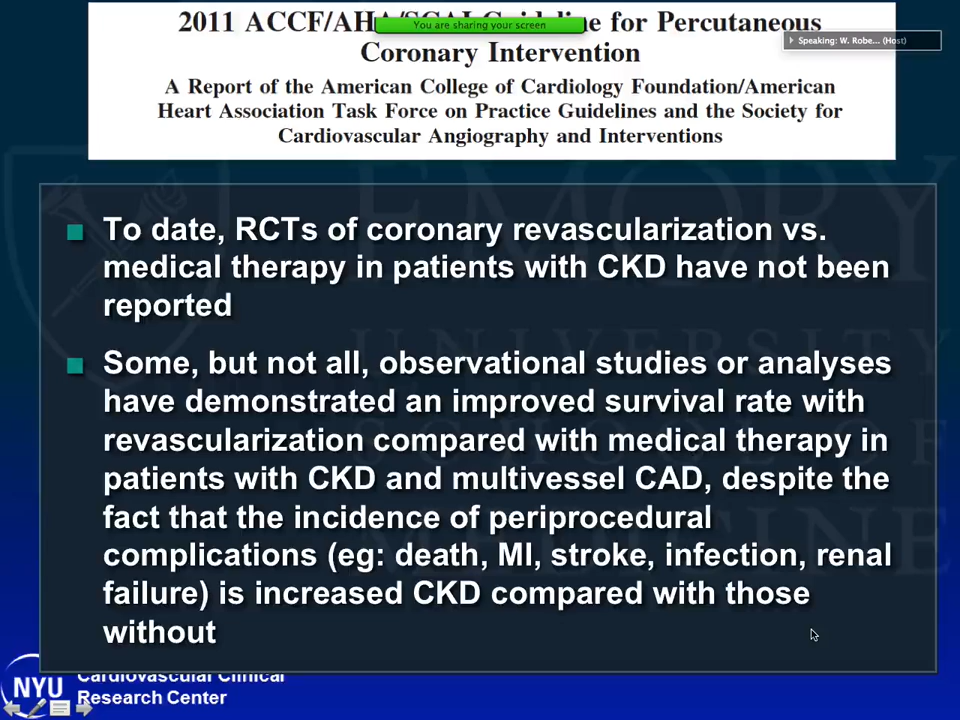 2011 ACCF/AHA/SCAI Guideline for Percutaneous
Coronary Intervention
You are sharing your screen
Speaking: W. Robe... (Host)
A Report of the American College of Cardiology Foundation/American
Heart Association Task Force on Practice Guidelines and the Society for
Cardiovascular Angiography and Interventions
To date, RCTs of coronary revascularization vs.
medical therapy in patients with CKD have not been
reported
Some, but not all, observational studies or analyses
have demonstrated an improved survival rate with
revascularization compared with medical therapy in
patients with CKD and multivessel CAD, despite the
fact that the incidence of periprocedural
complications (eg: death, MI, stroke, infection, renal
failure) is increased CKD compared with those
without
EMORY
UNIVERSITY
SCHOOL OF
MEDICINE
NYU
Cardiovascular Clinical
Research Center